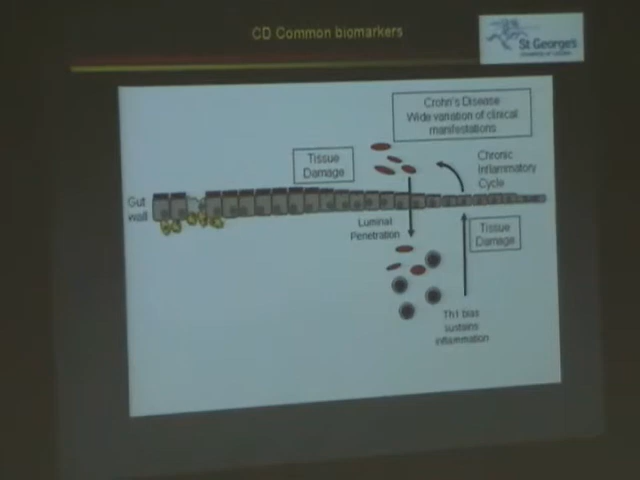 CD Common biomarkers
St George's
Crohn's Disease
Wide variation of clinical
manifestations
Tissue
Damage
Chronic
Inflammatory
Cycle
Gut
wall
Luminal
Penetration
Tissue
Damage
Th1 bias
sustains
inflammation